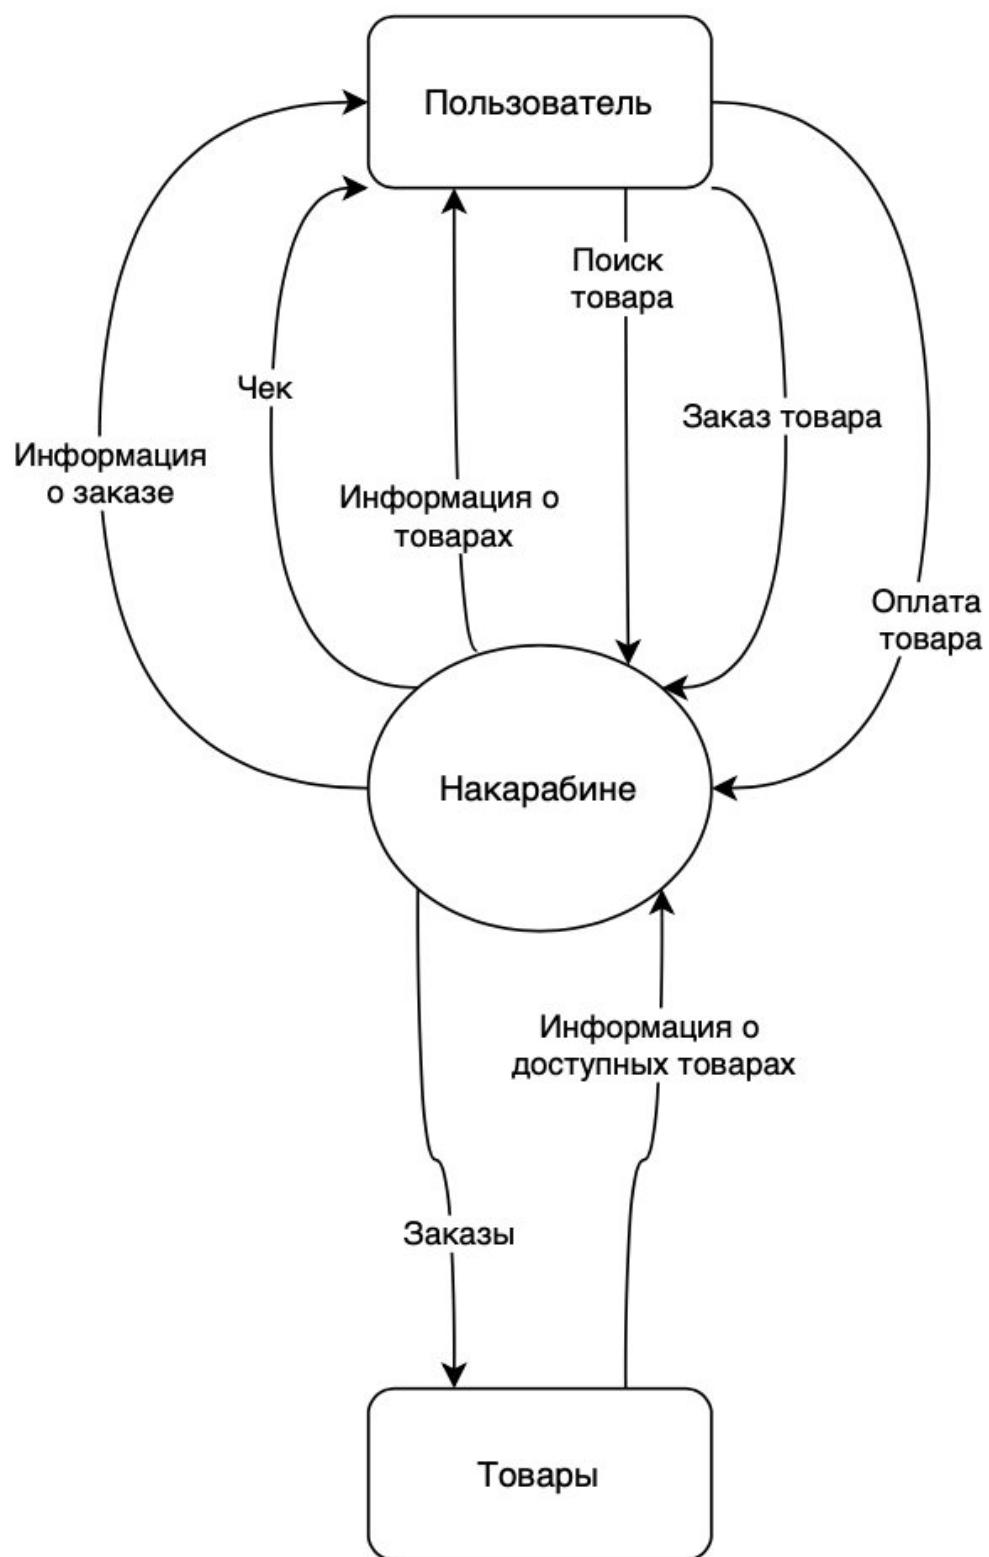 Пользователь
Поиск
товара
Чек
Заказ товара
Информация
о заказе
Информация о
товарах
Оплата
товара
Накарабине
Информация о
доступных товарах
Заказы
Товары